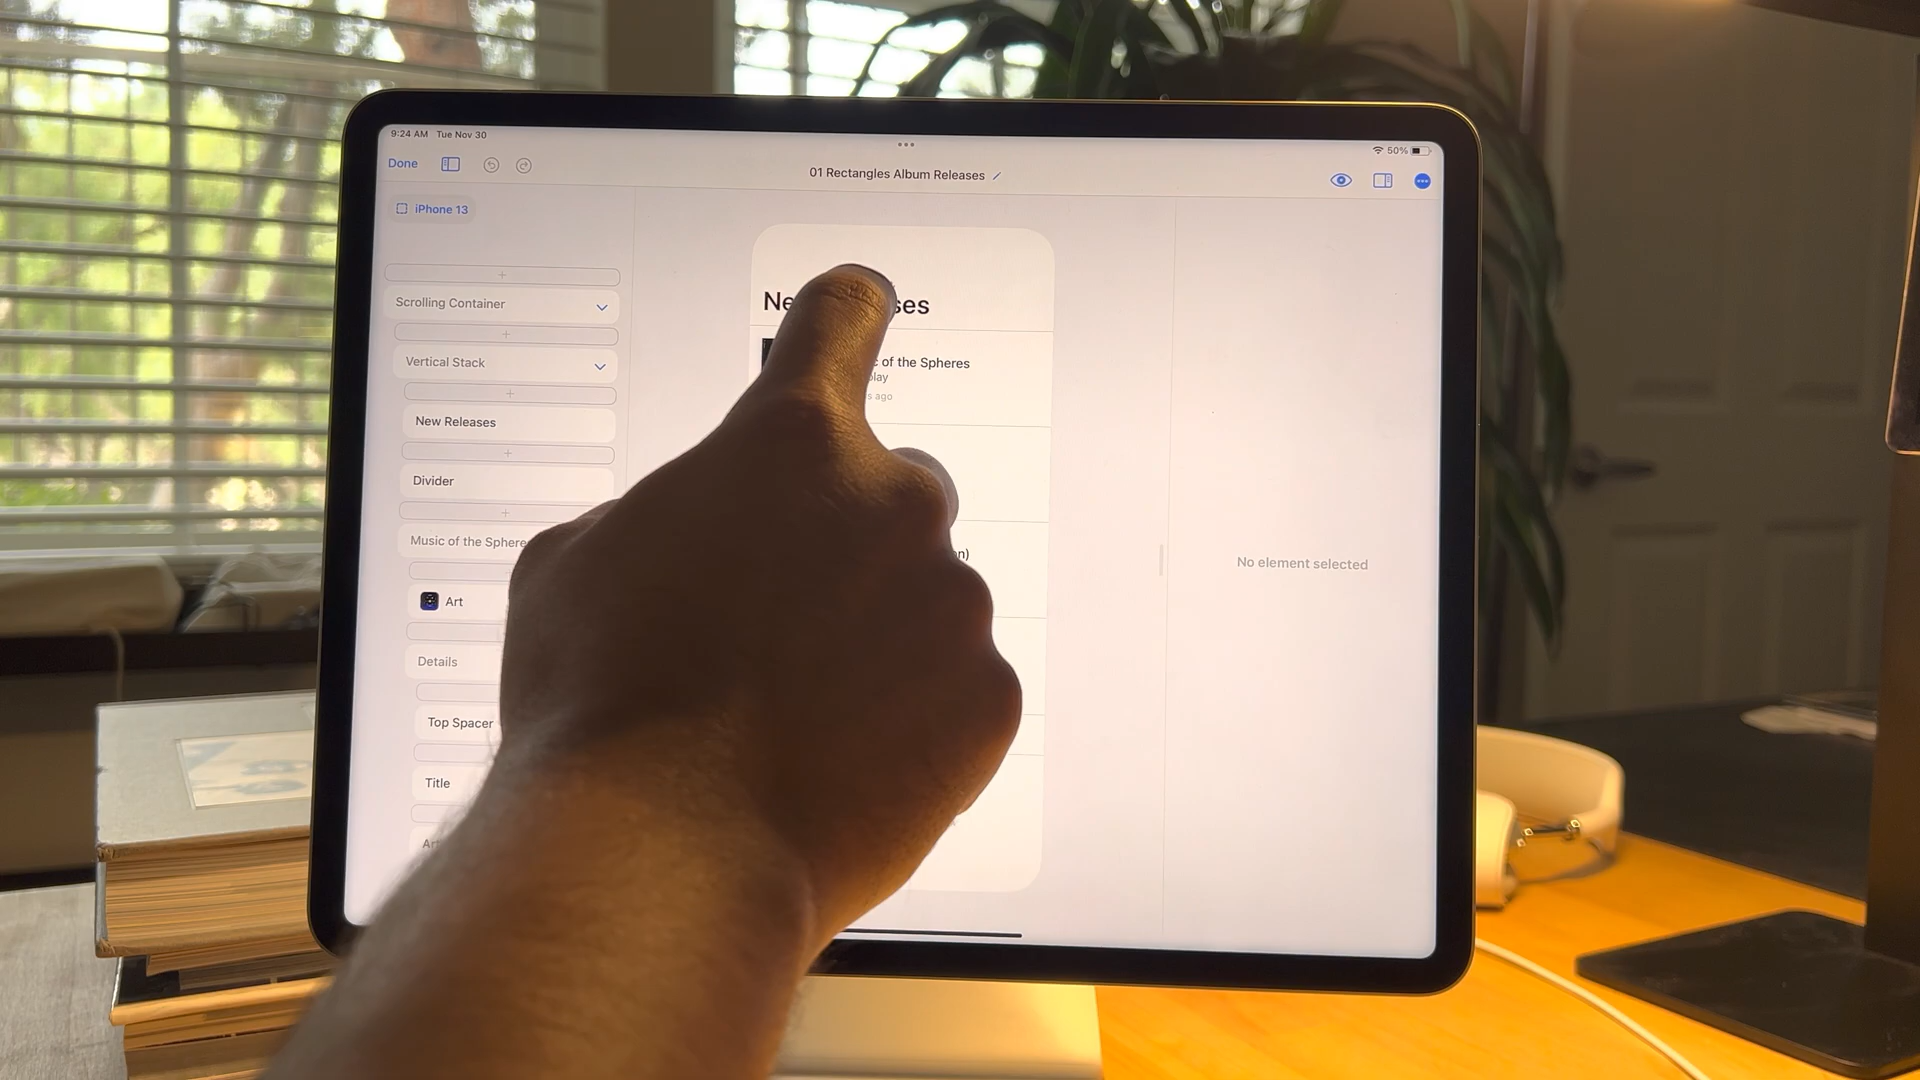 9:24 AM Tue Nov 30
50%
Done
01 Rectangles Album Releases
iPhone 13
Scrolling Container
Vertical Stack
New Releases
Divider
Music of the Sphere
Art
Details
Top Spacer
Title
Ne ses
of the Spheres
play
s ago
on)
No element selected